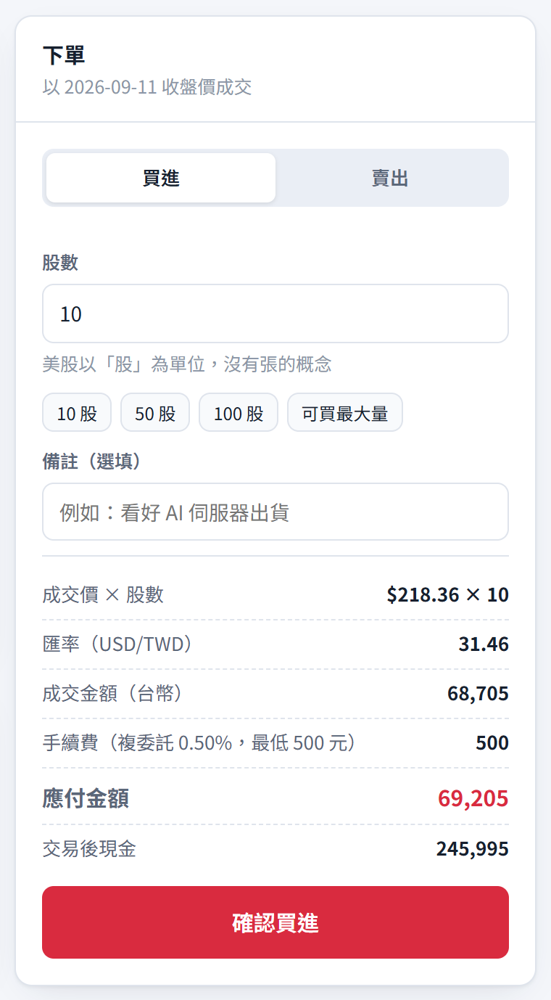 下單
以 2026-09-11 收盤價成交
買進
賣出
股數
10
美股以「股」為單位，沒有張的概念
10 股
50 股
100 股
可買最大量
備註（選填）
例如：看好 AI 伺服器出貨
成交價 × 股數
$218.36 × 10
匯率（USD/TWD）
31.46
成交金額（台幣）
68,705
手續費（複委託 0.50%，最低 500 元）
500
應付金額
69,205
交易後現金
245,995
確認買進